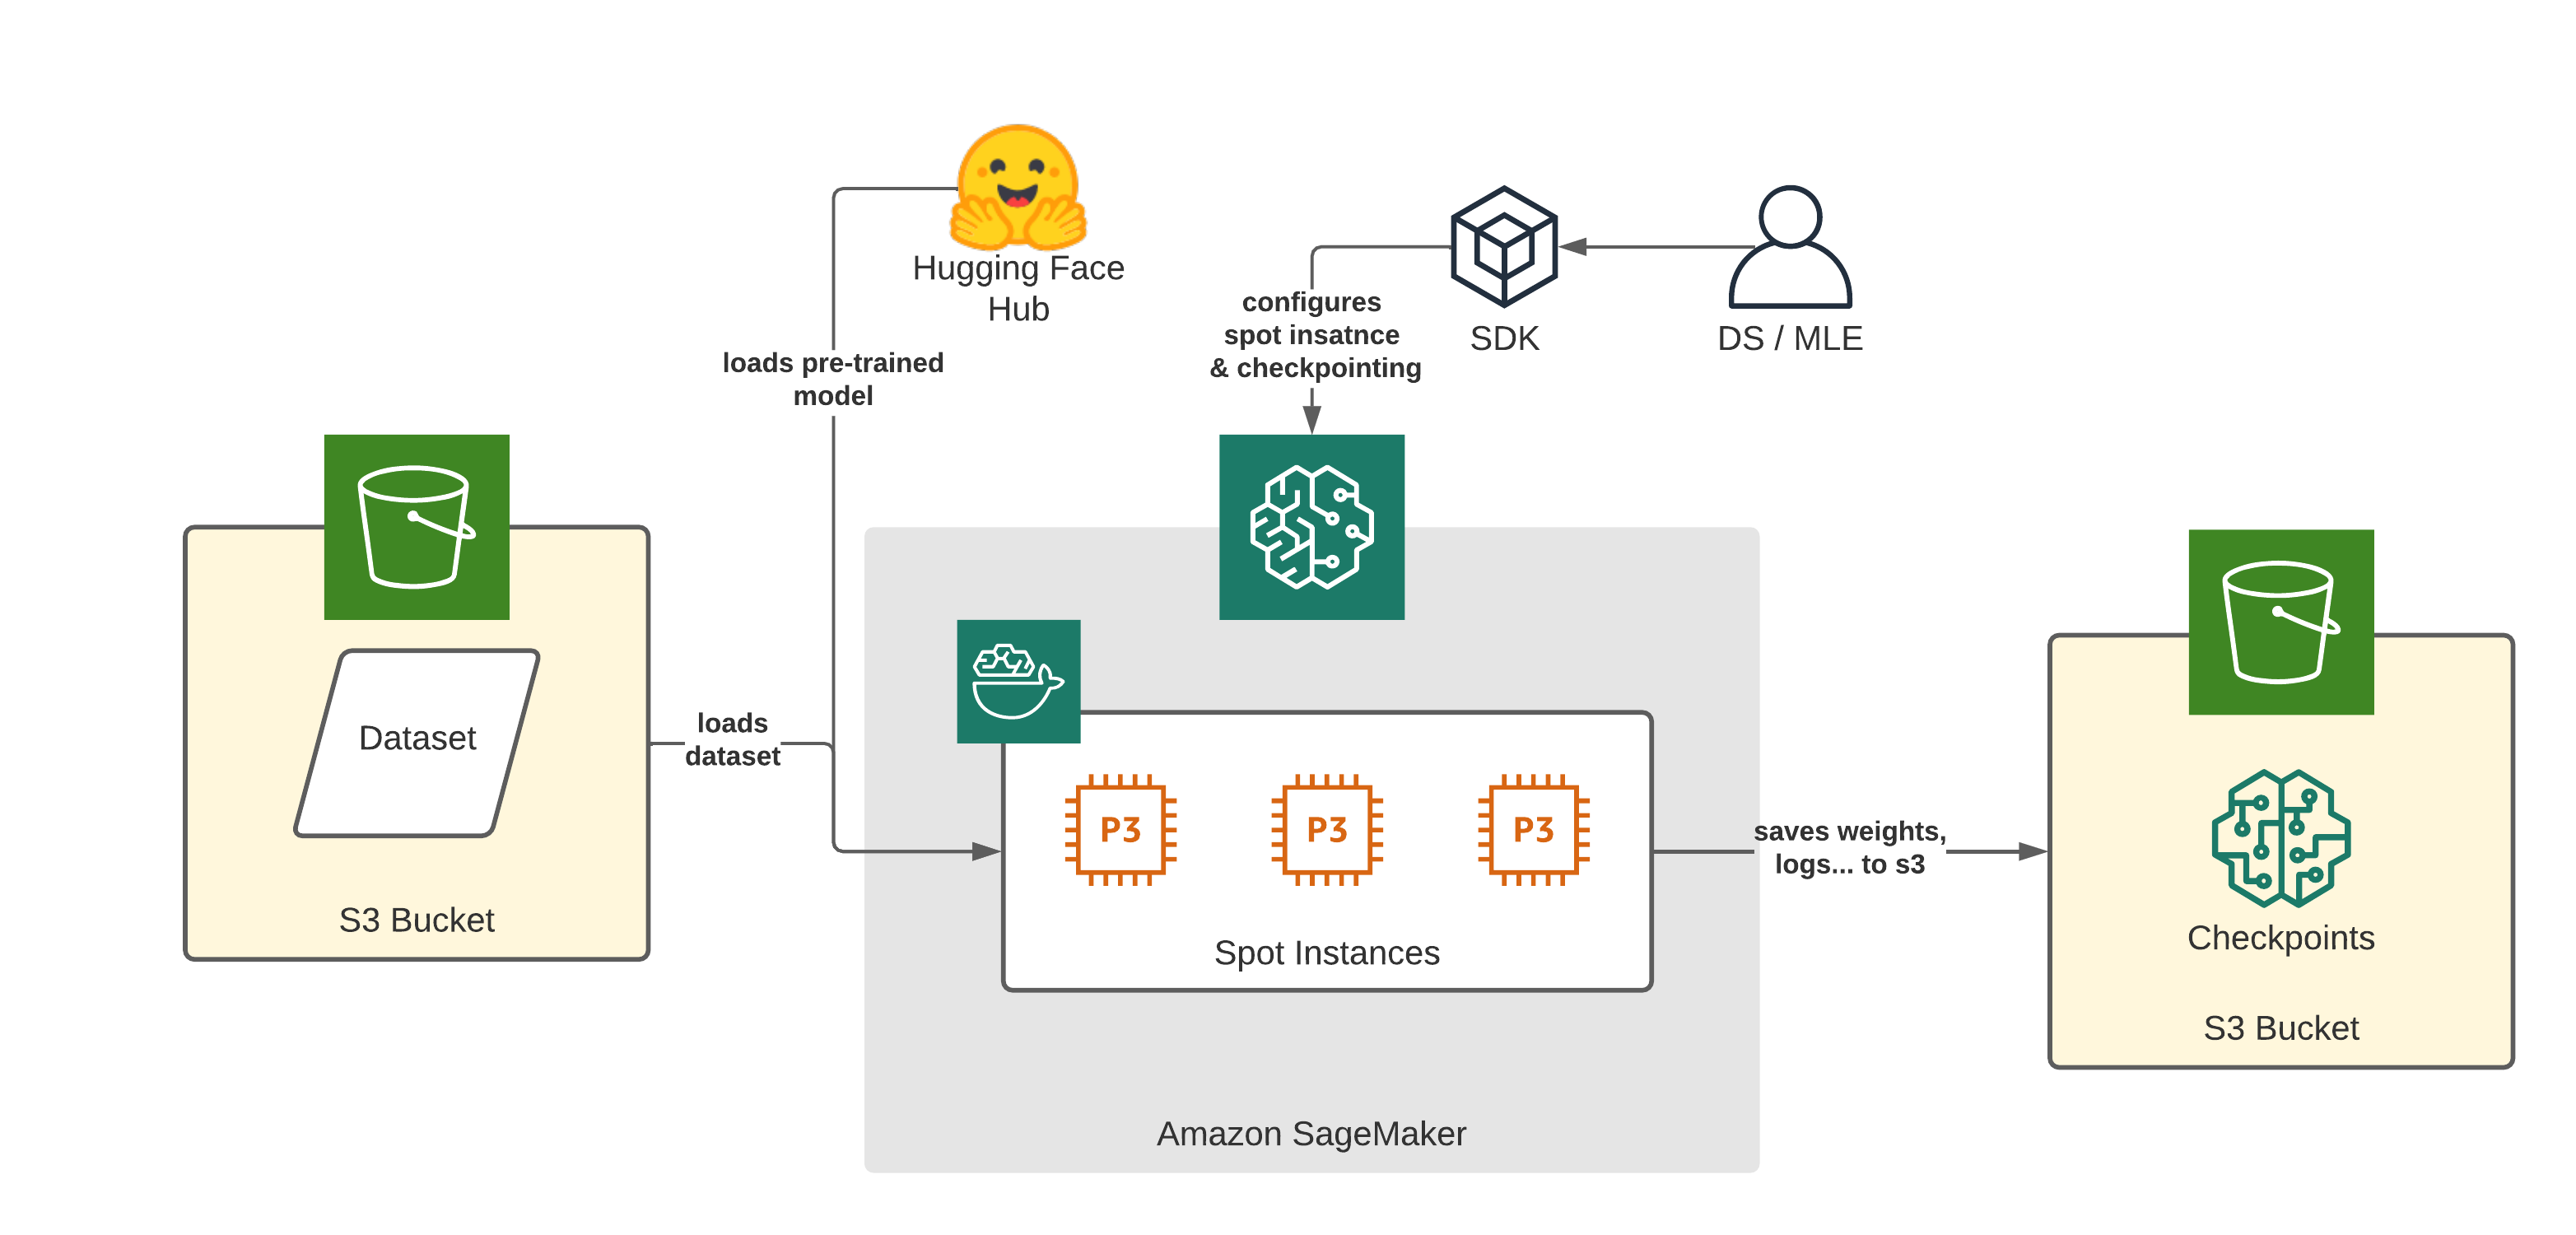 Hugging Face
Hub
loads pre-trained
model
configures
spot insatnce
& checkpointing
SDK
DS / MLE
Dataset
S3 Bucket
loads
dataset
P3
P3
P3
Spot Instances
Amazon SageMaker
saves weights,
logs... to s3
Checkpoints
S3 Bucket